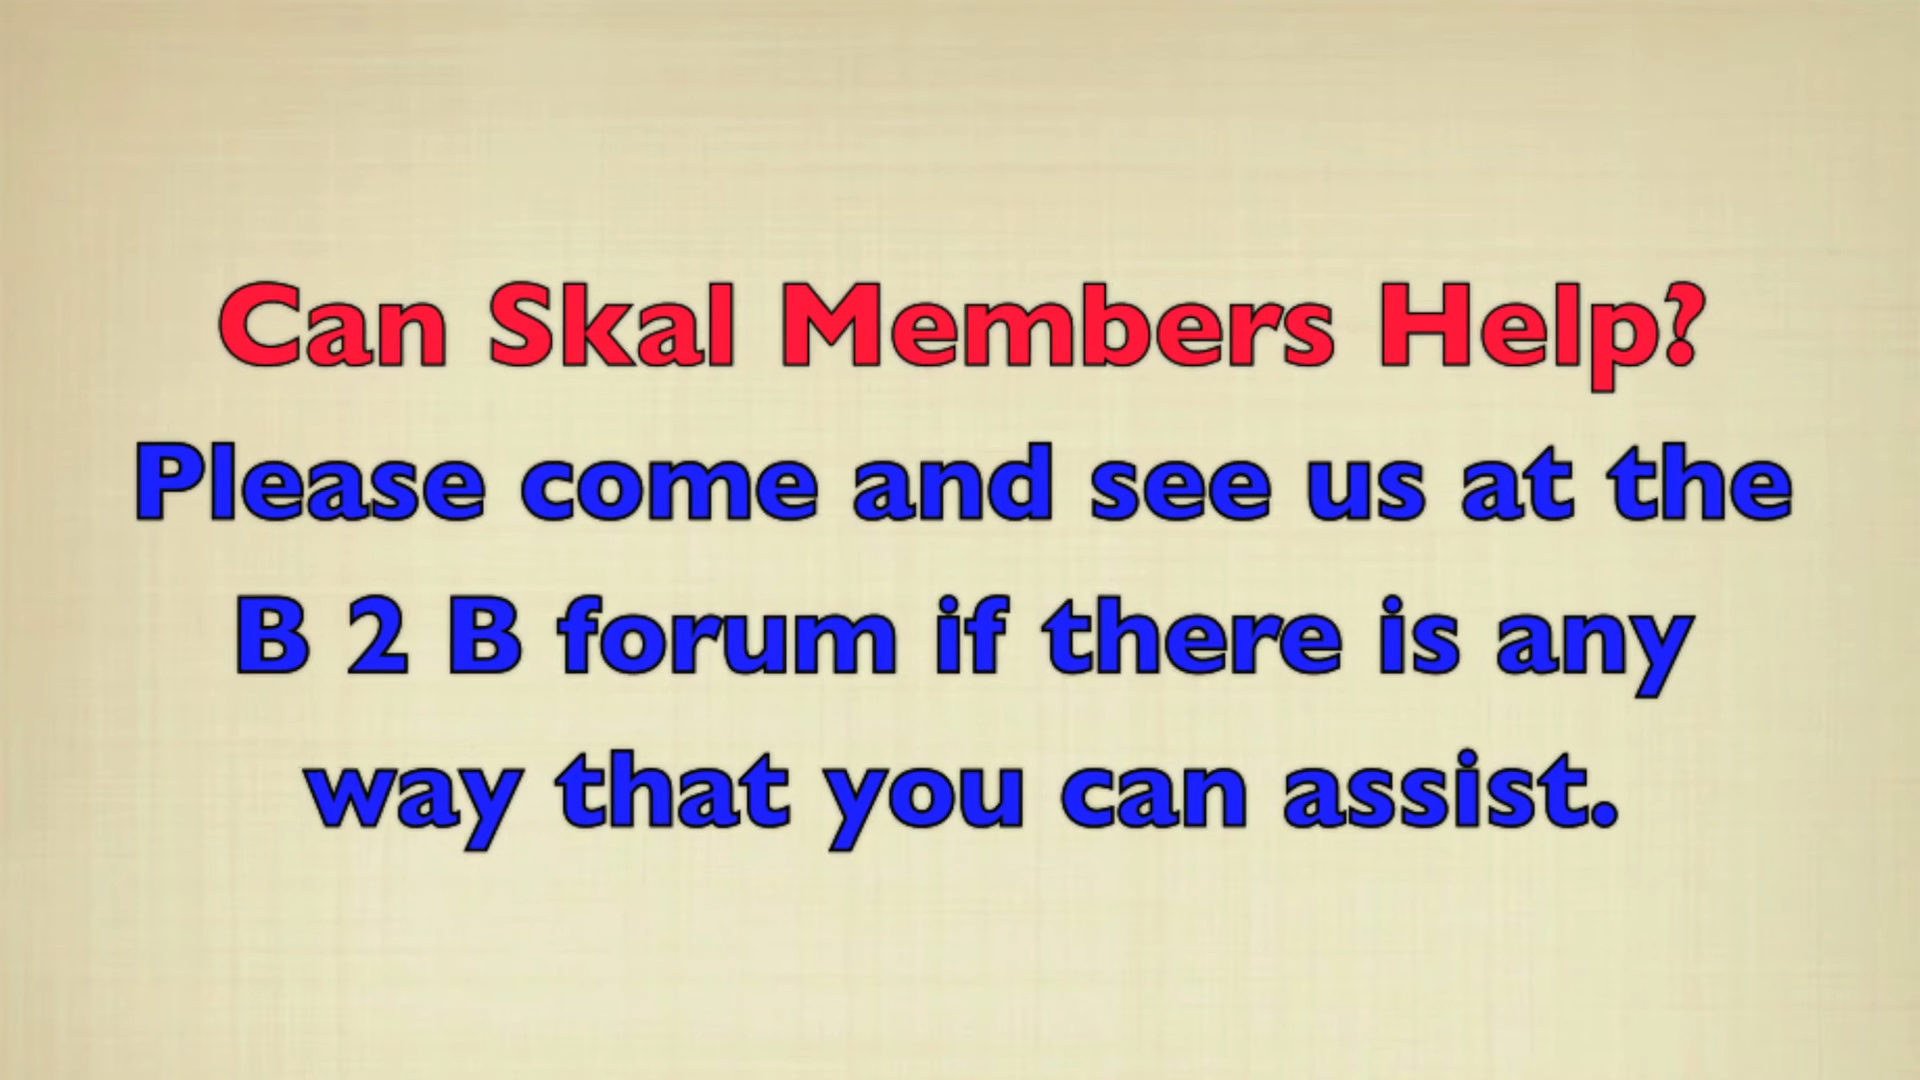 Can Skal Members Help?
Please come and see us at the
B 2 B forum if there is any
way that you can assist.